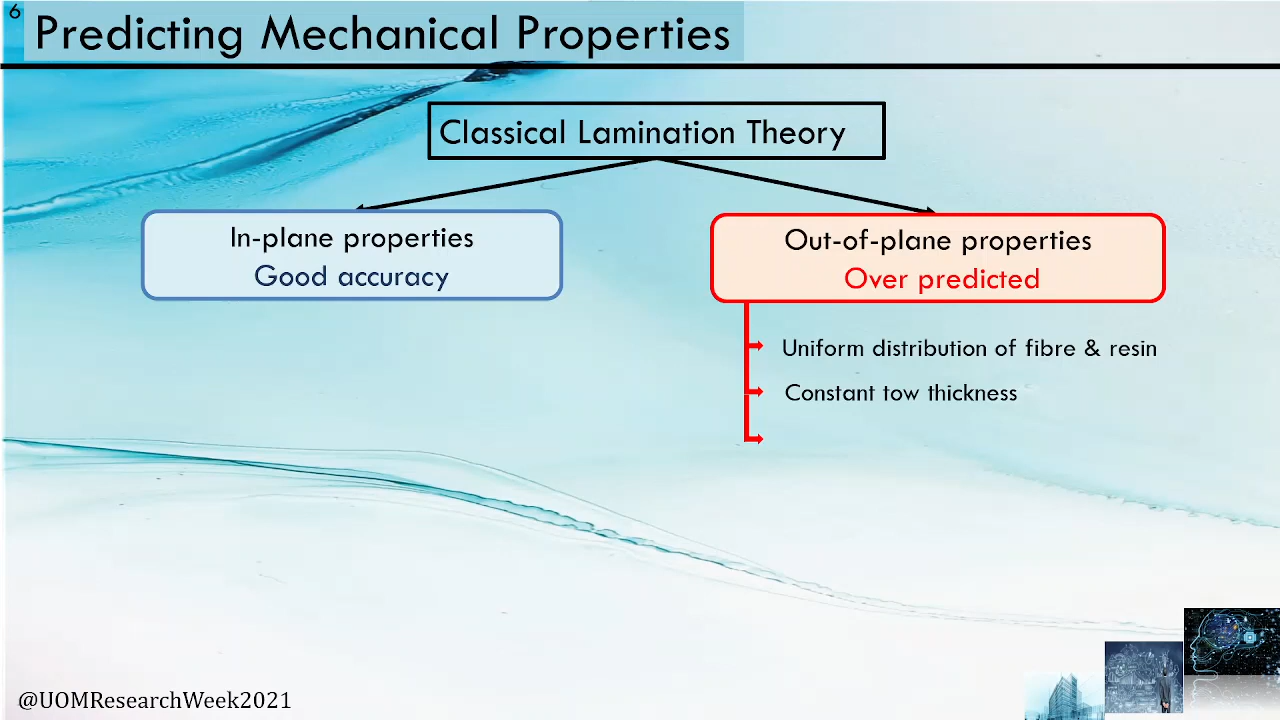 6
Predicting Mechanical Properties
Classical Lamination Theory
In-plane properties
Good accuracy
Out-of-plane properties
Over predicted
Uniform distribution of fibre & resin
Constant tow thickness
@UOMResearchWeek2021